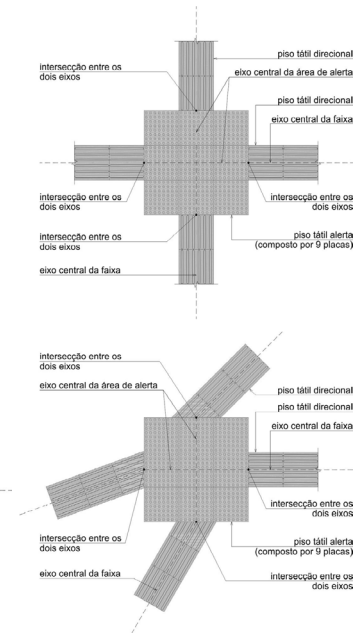 piso tátil direcional
intersecção entre os
dois eixos
eixo central da área de alerta
piso tátil direcional
eixo central da faixa
intersecção entre os
dois eixos
intersecção entre os
dois eixos
intersecção entre os
dois eixos
piso tátil alerta
(composto por 9 placas)
eixo central da faixa
intersecção entre os
dois eixos
eixo central da área de alerta
piso tátil direcional
piso tátil direcional
eixo central da faixa
intersecção entre os
dois eixos
intersecção entre os
dois eixos
piso tátil alerta
(composto por 9 placas)
eixo central da faixa
intersecção entre os
dois eixos